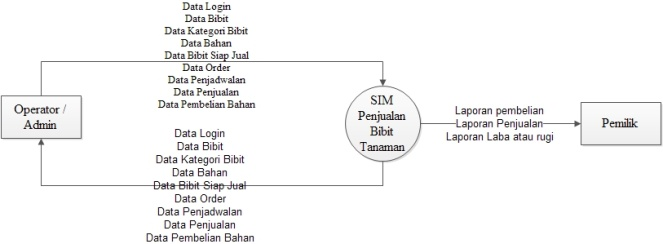 Data Login
Data Bibit
Data Kategori Bibit
Data Bahan
Data Bibit Siap Jual
Data Order
Data Penjadwalan
Data Penjualan
Data Pembelian Bahan
Operator /
Admin
SIM
Penjualan
Bibit
Tanaman
Laporan pembelian
Laporan Penjualan
Laporan Laba atau rugi
Pemilik
Data Login
Data Bibit
Data Kategori Bibit
Data Bahan
Data Bibit Siap Jual
Data Order
Data Penjadwalan
Data Penjualan
Data Pembelian Bahan